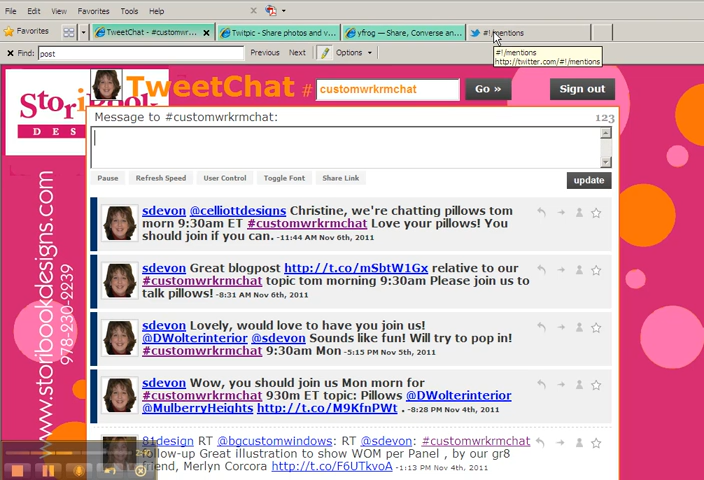 File Edit View Favorites Tools Help
Favorites TweetChat - #customwr... Twitpic - Share photos and v... yfrog — Share, Converse an... #!/mentions
Find: post Previous Next Options
#!/mentions
http://twitter.com/#!/mentions
TweetChat # customwrkrmchat Go » Sign out
Message to #customwrkrmchat: 123
Pause Refresh Speed User Control Toggle Font Share Link update
sdevon @celliottdesigns Christine, we're chatting pillows tom
morn 9:30am ET #customwrkrmchat Love your pillows! You
should join if you can. -11:44 AM Nov 6th, 2011
sdevon Great blogpost http://t.co/mSbtW1Gx relative to our
#customwrkrmchat topic tom morning 9:30am Please join us to
talk pillows! -8:31 AM Nov 6th, 2011
sdevon Lovely, would love to have you join us!
@DWolterinterior @sdevon Sounds like fun! Will try to pop in!
#customwrkrmchat 9:30am Mon -5:15 PM Nov 5th, 2011
sdevon Wow, you should join us Mon morn for
#customwrkrmchat 930m ET topic: Pillows @DWolterinterior
@MulberryHeights http://t.co/M9KfnPWt . -8:28 PM Nov 4th, 2011
81design RT @bgcustomwindows: RT @sdevon: #customwrkrmchat
follow-up Great illustration to show WOM per Panel , by our gr8
friend, Merlyn Corcora http://t.co/F6UTkvoA -1:13 PM Nov 4th, 2011
StoriBook
DES
www.storibookdesigns.com
978-230-2239